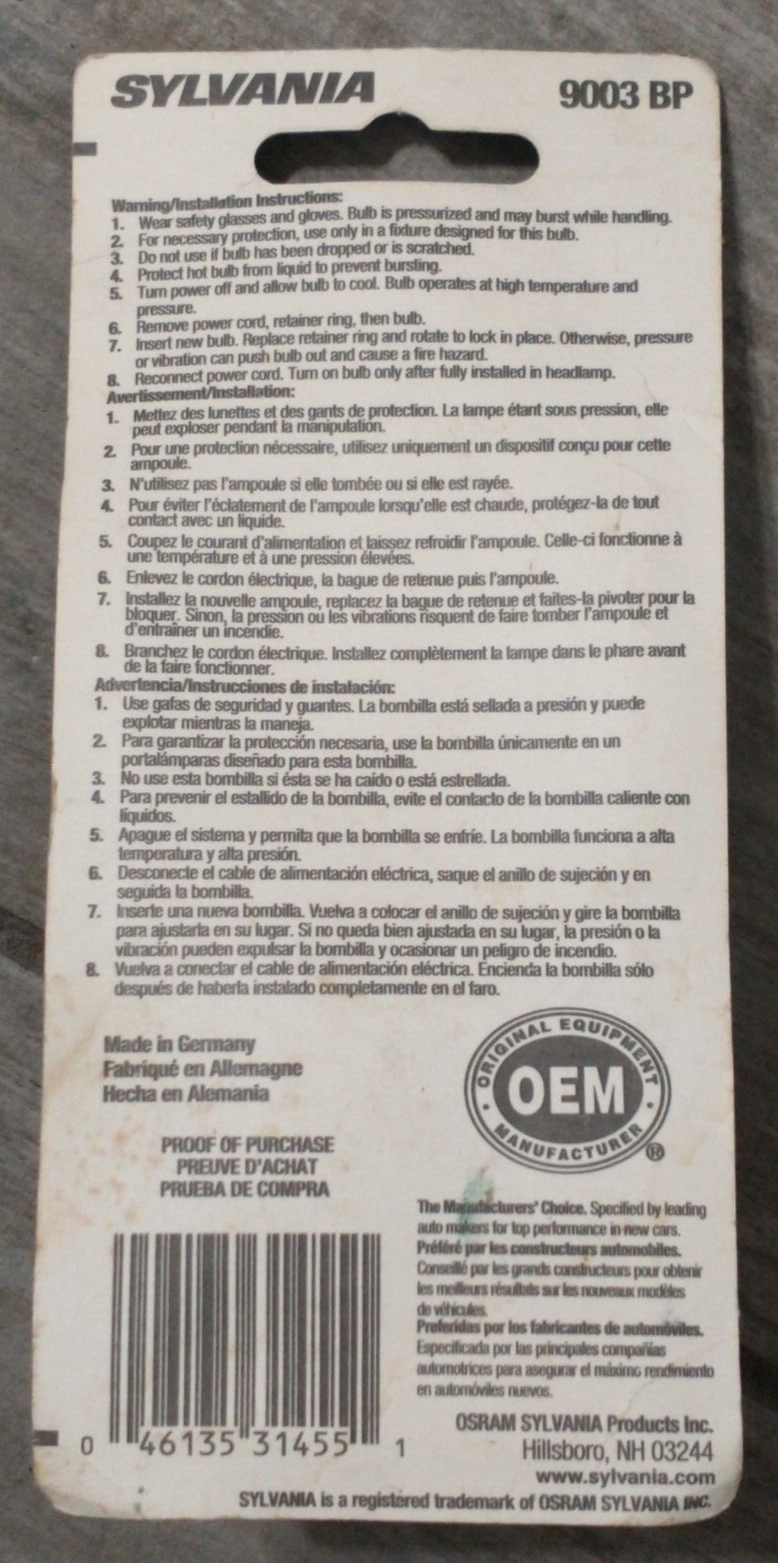 SYLVANIA 9003 BP
Warning/Installation Instructions:
1. Wear safety glasses and gloves. Bulb is pressurized and may burst while handling.
2. For necessary protection, use only in a fixture designed for this bulb.
3. Do not use if bulb has been dropped or is scratched.
4. Protect hot bulb from liquid to prevent bursting.
5. Turn power off and allow bulb to cool. Bulb operates at high temperature and
pressure.
6. Remove power cord, retainer ring, then bulb.
7. Insert new bulb. Replace retainer ring and rotate to lock in place. Otherwise, pressure
or vibration can push bulb out and cause a fire hazard.
8. Reconnect power cord. Turn on bulb only after fully installed in headlamp.
Avertissement/Installation:
1. Mettez des lunettes et des gants de protection. La lampe étant sous pression, elle
peut exploser pendant la manipulation.
2. Pour une protection nécessaire, utilisez uniquement un dispositif conçu pour cette
ampoule.
3. N'utilisez pas l'ampoule si elle tombée ou si elle est rayée.
4. Pour éviter l'éclatement de l'ampoule lorsqu'elle est chaude, protégez-la de tout
contact avec un liquide.
5. Coupez le courant d'alimentation et laissez refroidir l'ampoule. Celle-ci fonctionne à
une température et à une pression élevées.
6. Enlevez le cordon électrique, la bague de retenue puis l'ampoule.
7. Installez la nouvelle ampoule, replacez la bague de retenue et faites-la pivoter pour la
bloquer. Sinon, la pression ou les vibrations risquent de faire tomber l'ampoule et
d'entraîner un incendie.
8. Branchez le cordon électrique. Installez complètement la lampe dans le phare avant
de la faire fonctionner.
Advertencia/Instrucciones de instalación:
1. Use gafas de seguridad y guantes. La bombilla está sellada a presión y puede
explotar mientras la maneja.
2. Para garantizar la protección necesaria, use la bombilla únicamente en un
portalámparas diseñado para esta bombilla.
3. No use esta bombilla si ésta se ha caído o está estrellada.
4. Para prevenir el estallido de la bombilla, evite el contacto de la bombilla caliente con
líquidos.
5. Apague el sistema y permita que la bombilla se enfríe. La bombilla funciona a alta
temperatura y alta presión.
6. Desconecte el cable de alimentación eléctrica, saque el anillo de sujeción y en
seguida la bombilla.
7. Inserte una nueva bombilla. Vuelva a colocar el anillo de sujeción y gire la bombilla
para ajustarla en su lugar. Si no queda bien ajustada en su lugar, la presión o la
vibración pueden expulsar la bombilla y ocasionar un peligro de incendio.
8. Vuelva a conectar el cable de alimentación eléctrica. Encienda la bombilla sólo
después de haberla instalado completamente en el faro.
Made in Germany
Fabriqué en Allemagne
Hecha en Alemania
ORIGINAL EQUIPMENT
OEM
MANUFACTURER ®
PROOF OF PURCHASE
PREUVE D'ACHAT
PRUEBA DE COMPRA
0 46135 31455 1
The Manufacturers' Choice. Specified by leading
auto makers for top performance in new cars.
Préféré par les constructeurs automobiles.
Conseillé par les grands constructeurs pour obtenir
les meilleurs résultats sur les nouveaux modèles
de véhicules.
Preferidas por los fabricantes de automóviles.
Especificada por las principales compañías
automotrices para asegurar el máximo rendimiento
en automóviles nuevos.
OSRAM SYLVANIA Products Inc.
Hillsboro, NH 03244
www.sylvania.com
SYLVANIA is a registered trademark of OSRAM SYLVANIA INC.